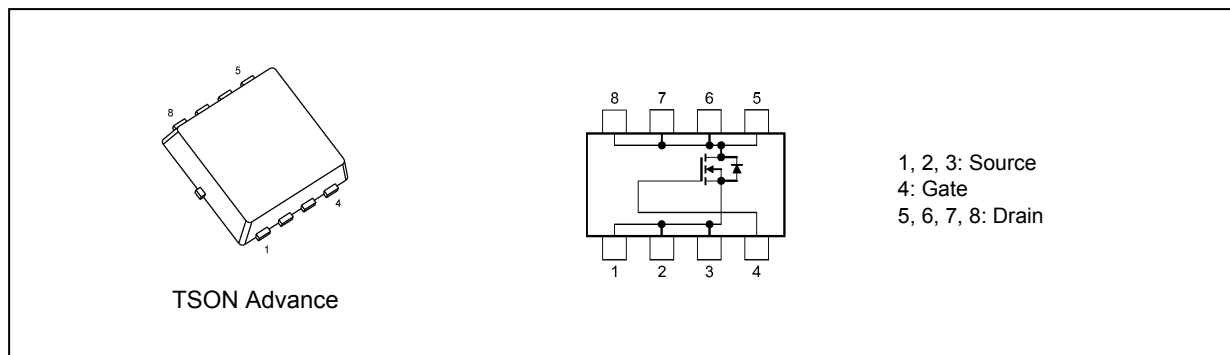 5
8
4
1
TSON Advance
8 7 6 5
1 2 3 4
1, 2, 3: Source
4: Gate
5, 6, 7, 8: Drain